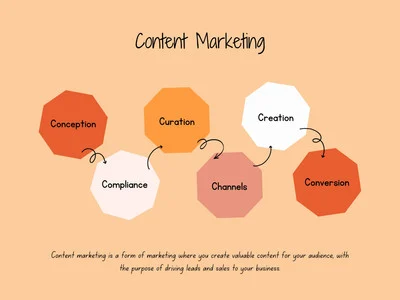 Content Marketing
Conception
Compliance
Curation
Channels
Creation
Conversion
Content marketing is a form of marketing where you create valuable content for your audience, with
the purpose of driving leads and sales to your business.